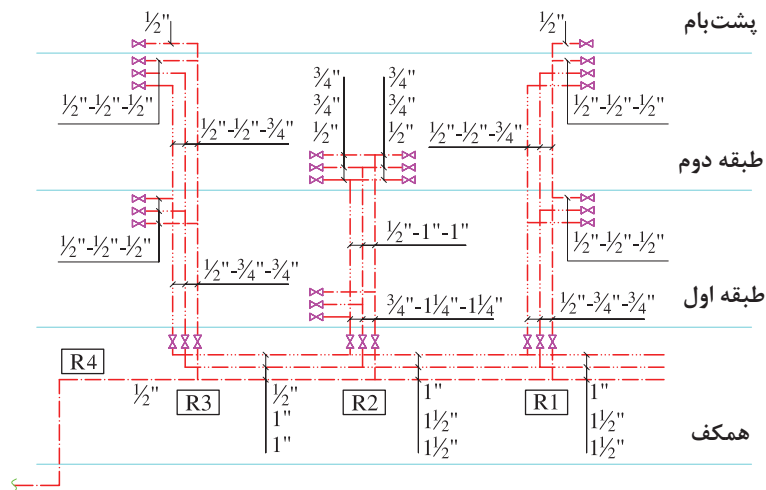 ½" ½" پشت‌بام
¾" ¾"
¾" ¾"
½" ½"
½"-½"-½" ½"-½"-½"
½"-½"-¾" ½"-½"-¾"
طبقه دوم
½"-½"-½" ½"-1"-1" ½"-½"-½"
½"-¾"-¾" ¾"-1¼"-1¼" ½"-¾"-¾"
طبقه اول
R4
½" R3 ½" R2 1" R1 1"
1" 1½" 1½"
1" 1½" 1½"
همکف